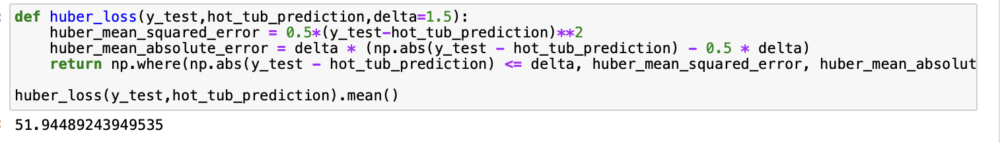 def huber_loss(y_test,hot_tub_prediction,delta=1.5):
    huber_mean_squared_error = 0.5*(y_test-hot_tub_prediction)**2
    huber_mean_absolute_error = delta * (np.abs(y_test - hot_tub_prediction) - 0.5 * delta)
    return np.where(np.abs(y_test - hot_tub_prediction) <= delta, huber_mean_squared_error, huber_mean_absolut
huber_loss(y_test,hot_tub_prediction).mean()
51.94489243949535